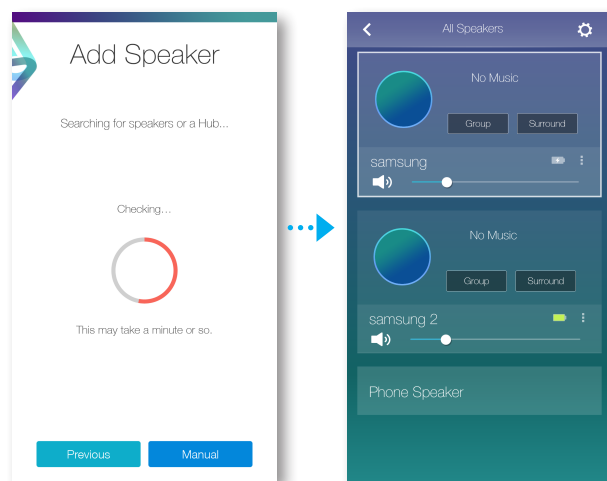 Add Speaker
Searching for speakers or a Hub...
Checking...
This may take a minute or so.
Previous
Manual
All Speakers
No Music
Group
Surround
samsung
No Music
Group
Surround
samsung 2
Phone Speaker